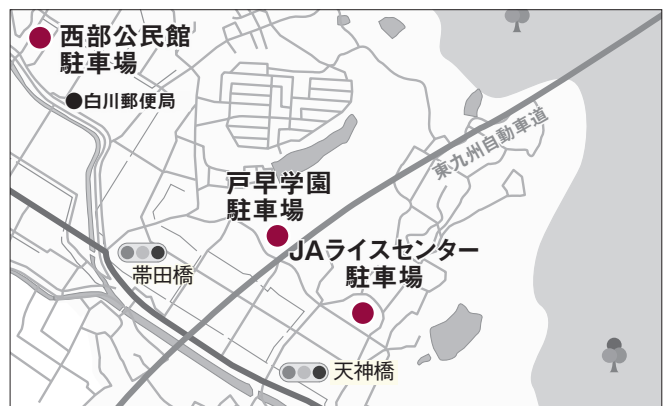 西部公民館
駐車場
白川郵便局
東九州自動車道
戸早学園
駐車場
JAライスセンター
駐車場
帯田橋
天神橋